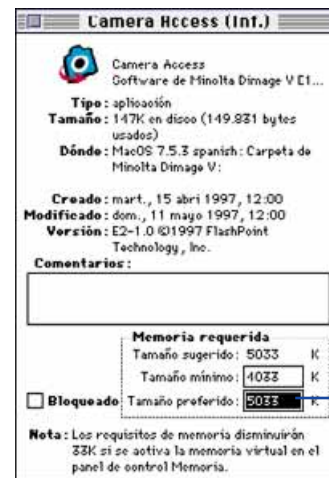 Camera Access (Inf.)
Camera Access
Software de Minolta Dimage V E1...
Tipo: aplicación
Tamaño: 147K en disco (149.831 bytes
usados)
Dónde: MacOS 7.5.3 spanish: Carpeta de
Minolta Dimage V:
Creado: mart., 15 abri 1997, 12:00
Modificado: dom., 11 mayo 1997, 12:00
Versión: E2-1.0 ©1997 FlashPoint
Technology, Inc.
Comentarios:
Memoria requerida
Tamaño sugerido: 5033 K
Tamaño mínimo: 4033 K
Bloqueado Tamaño preferido: 5033 K
Nota: Los requisitos de memoria disminuirán
33K si se activa la memoria virtual en el
panel de control Memoria.